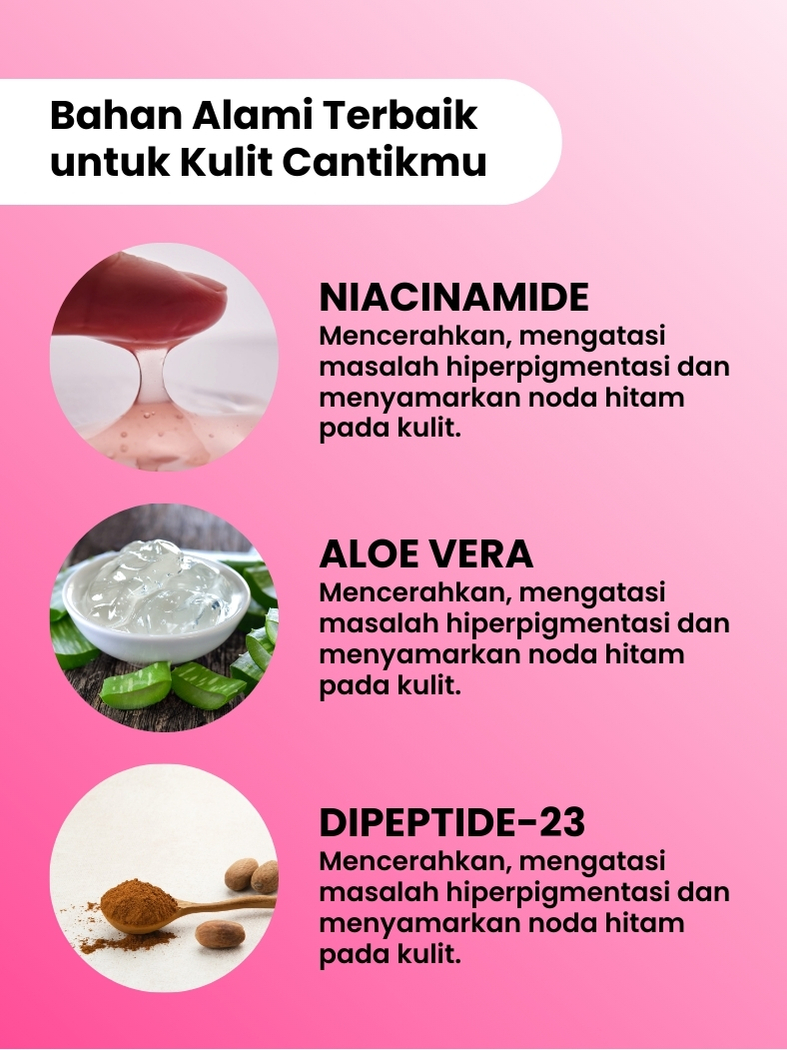 Bahan Alami Terbaik
untuk Kulit Cantikmu
NIACINAMIDE
Mencerahkan, mengatasi
masalah hiperpigmentasi dan
menyamarkan noda hitam
pada kulit.
ALOE VERA
Mencerahkan, mengatasi
masalah hiperpigmentasi dan
menyamarkan noda hitam
pada kulit.
DIPEPTIDE-23
Mencerahkan, mengatasi
masalah hiperpigmentasi dan
menyamarkan noda hitam
pada kulit.